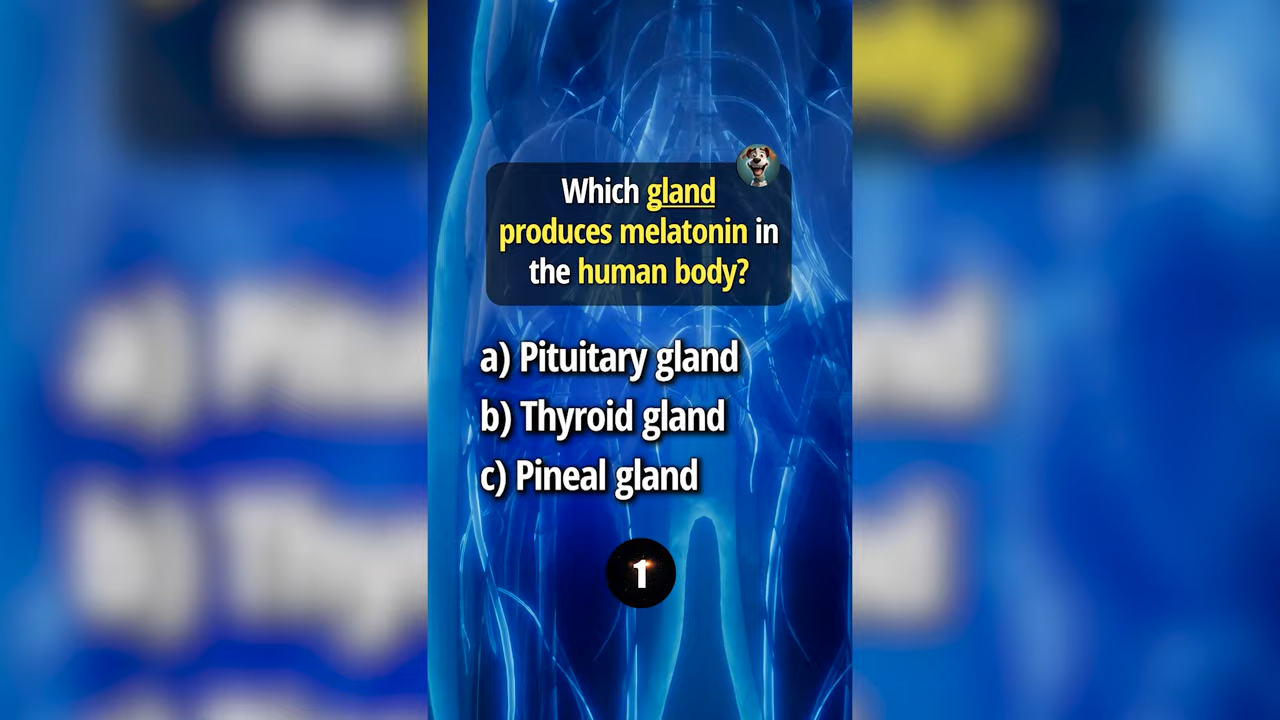 Which gland
produces melatonin in
the human body?
a) Pituitary gland
b) Thyroid gland
c) Pineal gland
1